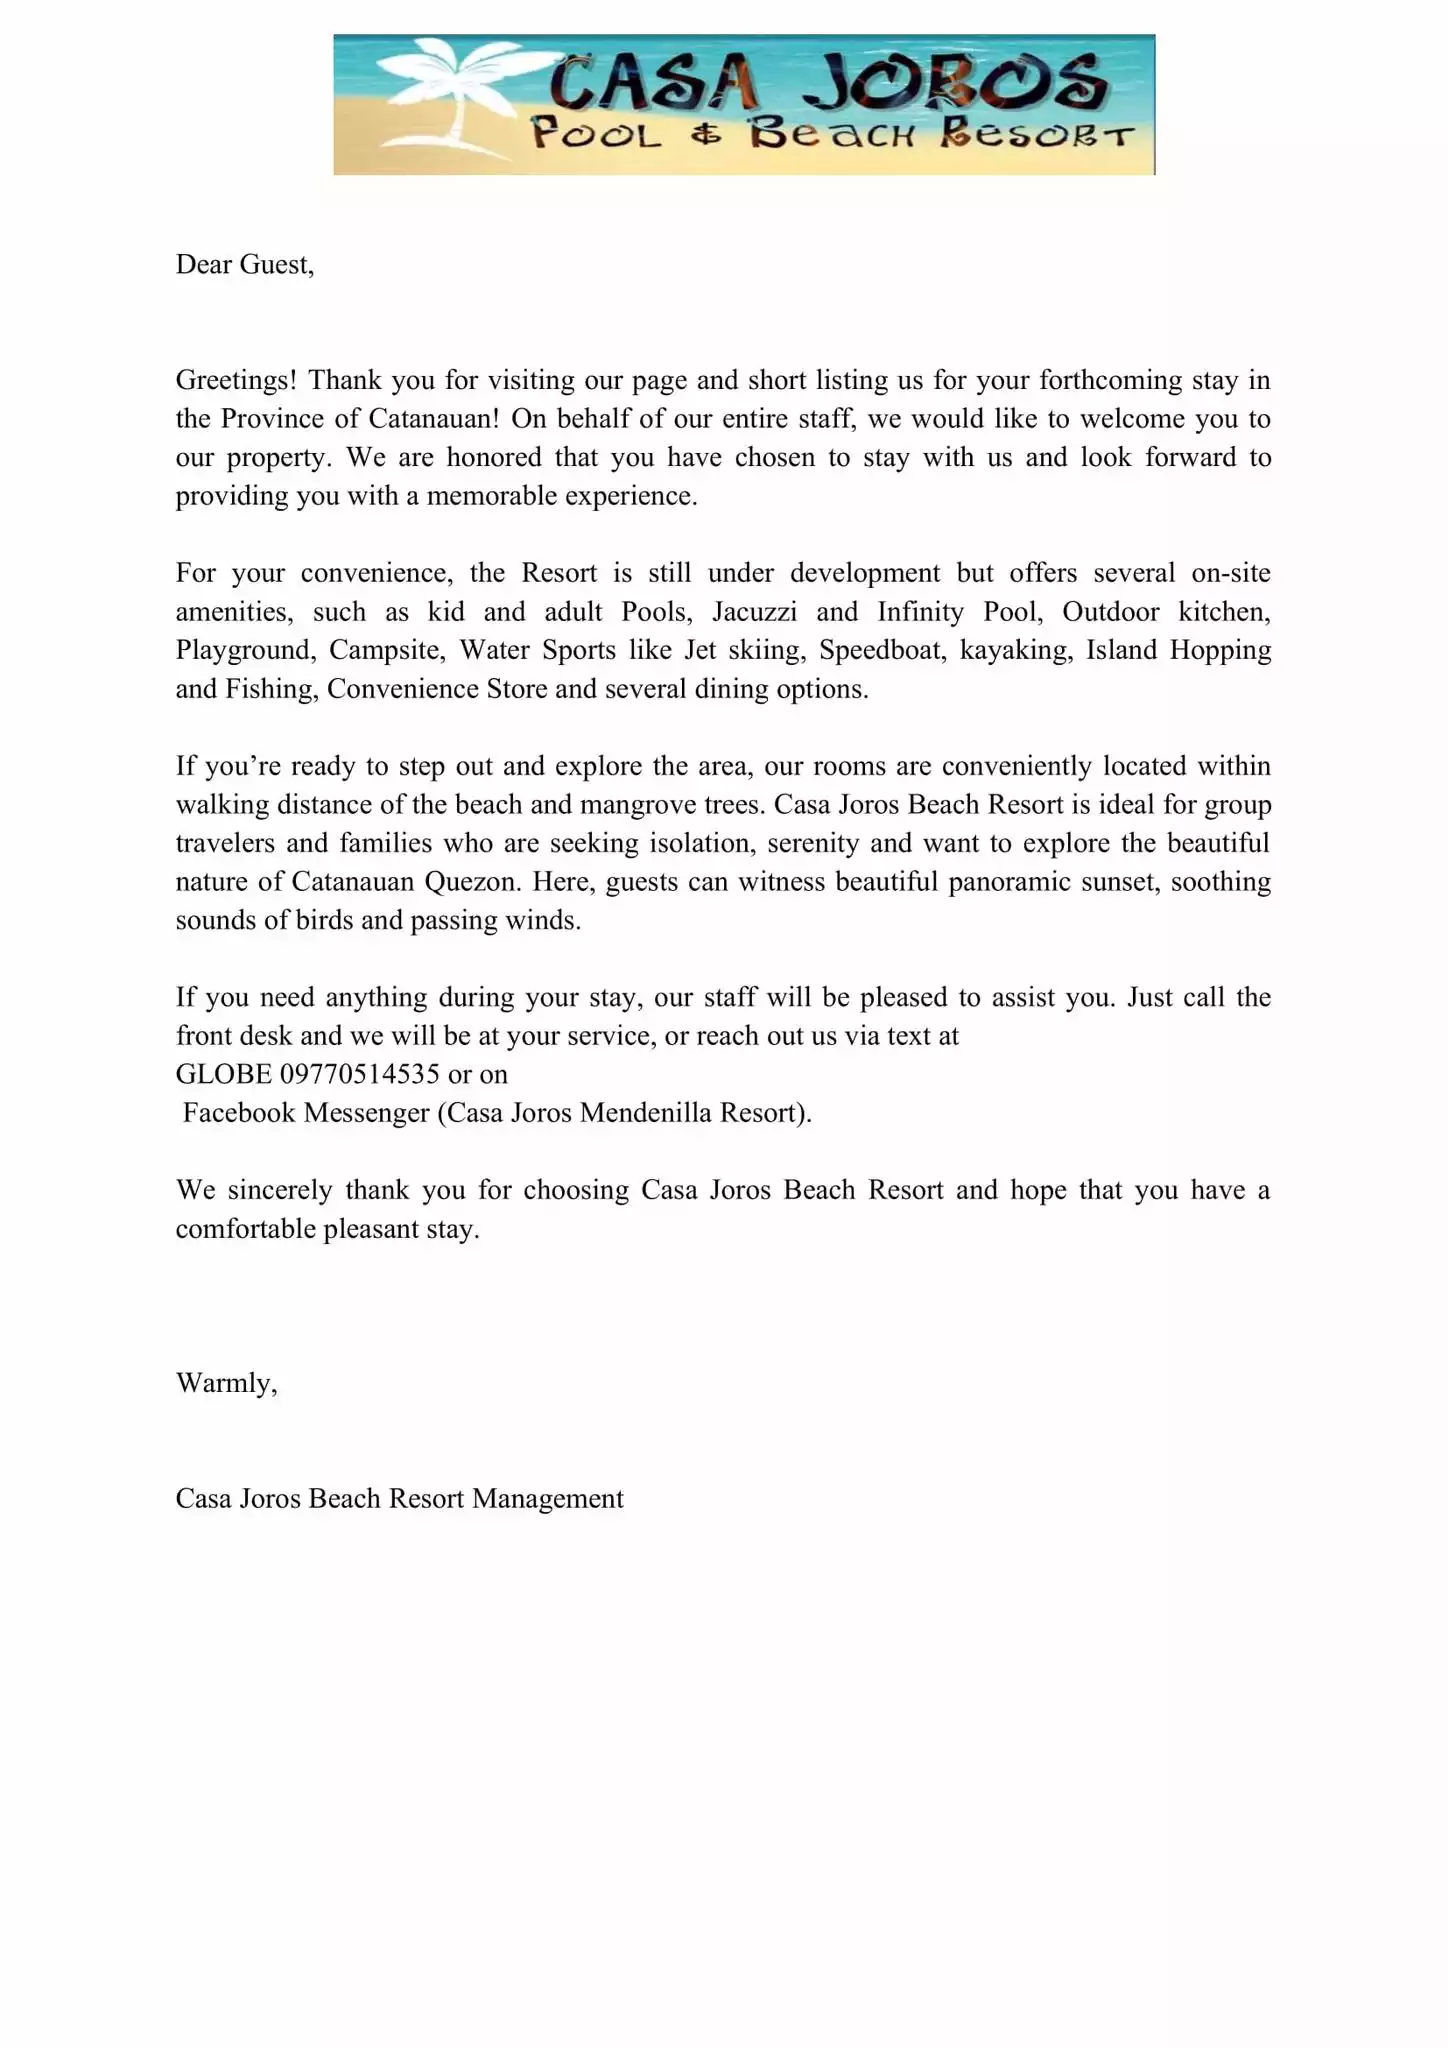 CASA JOROS
POOL & BEACH RESORT
Dear Guest,
Greetings! Thank you for visiting our page and short listing us for your forthcoming stay in
the Province of Catanauan! On behalf of our entire staff, we would like to welcome you to
our property. We are honored that you have chosen to stay with us and look forward to
providing you with a memorable experience.
For your convenience, the Resort is still under development but offers several on-site
amenities, such as kid and adult Pools, Jacuzzi and Infinity Pool, Outdoor kitchen,
Playground, Campsite, Water Sports like Jet skiing, Speedboat, kayaking, Island Hopping
and Fishing, Convenience Store and several dining options.
If you’re ready to step out and explore the area, our rooms are conveniently located within
walking distance of the beach and mangrove trees. Casa Joros Beach Resort is ideal for group
travelers and families who are seeking isolation, serenity and want to explore the beautiful
nature of Catanauan Quezon. Here, guests can witness beautiful panoramic sunset, soothing
sounds of birds and passing winds.
If you need anything during your stay, our staff will be pleased to assist you. Just call the
front desk and we will be at your service, or reach out us via text at
GLOBE 09770514535 or on
Facebook Messenger (Casa Joros Mendenilla Resort).
We sincerely thank you for choosing Casa Joros Beach Resort and hope that you have a
comfortable pleasant stay.
Warmly,
Casa Joros Beach Resort Management